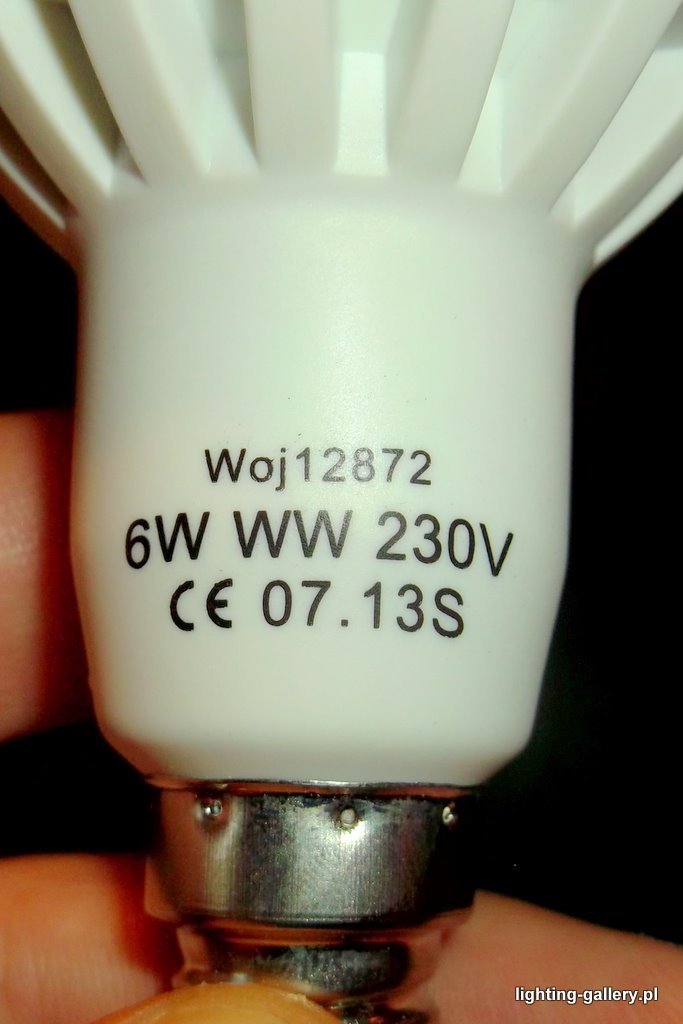 Woj12872
6W WW 230V
CE 07.13S
lighting-gallery.pl